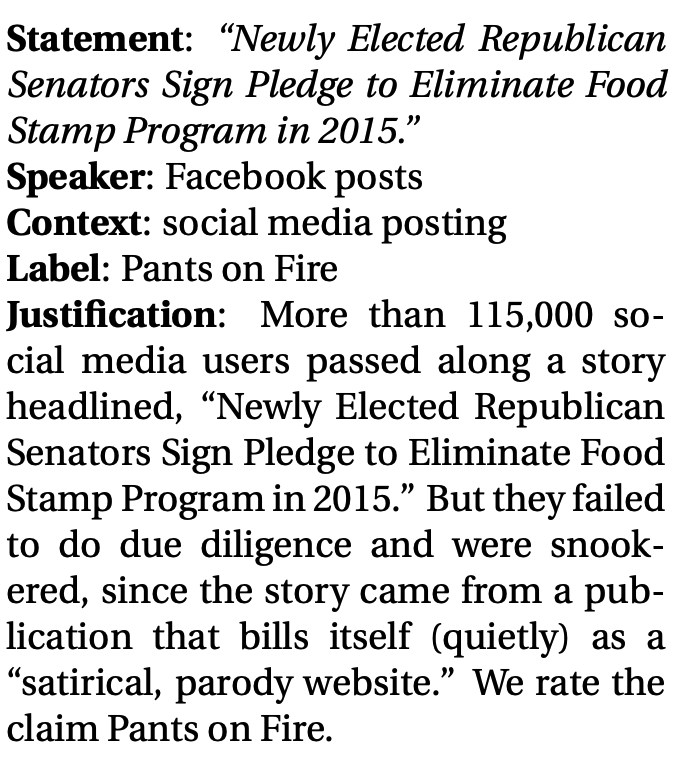 Statement: “Newly Elected Republican
Senators Sign Pledge to Eliminate Food
Stamp Program in 2015.”
Speaker: Facebook posts
Context: social media posting
Label: Pants on Fire
Justification: More than 115,000 so-
cial media users passed along a story
headlined, “Newly Elected Republican
Senators Sign Pledge to Eliminate Food
Stamp Program in 2015.” But they failed
to do due diligence and were snook-
ered, since the story came from a pub-
lication that bills itself (quietly) as a
“satirical, parody website.” We rate the
claim Pants on Fire.